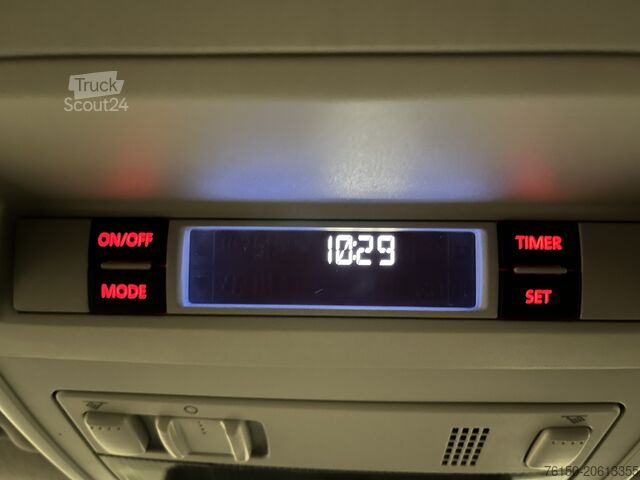 Truck
Scout24
ON/OFF
10:29
TIMER
MODE
SET
76150-20613355